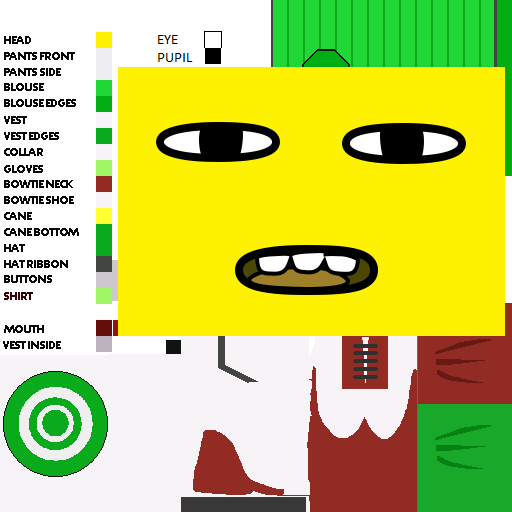 HEAD
EYE
PANTS FRONT
PUPIL
PANTS SIDE
BLOUSE
BLOUSE EDGES
VEST
VEST EDGES
COLLAR
GLOVES
BOWTIE NECK
BOWTIE SHOE
CANE
CANE BOTTOM
HAT
HAT RIBBON
BUTTONS
SHIRT
MOUTH
VEST INSIDE